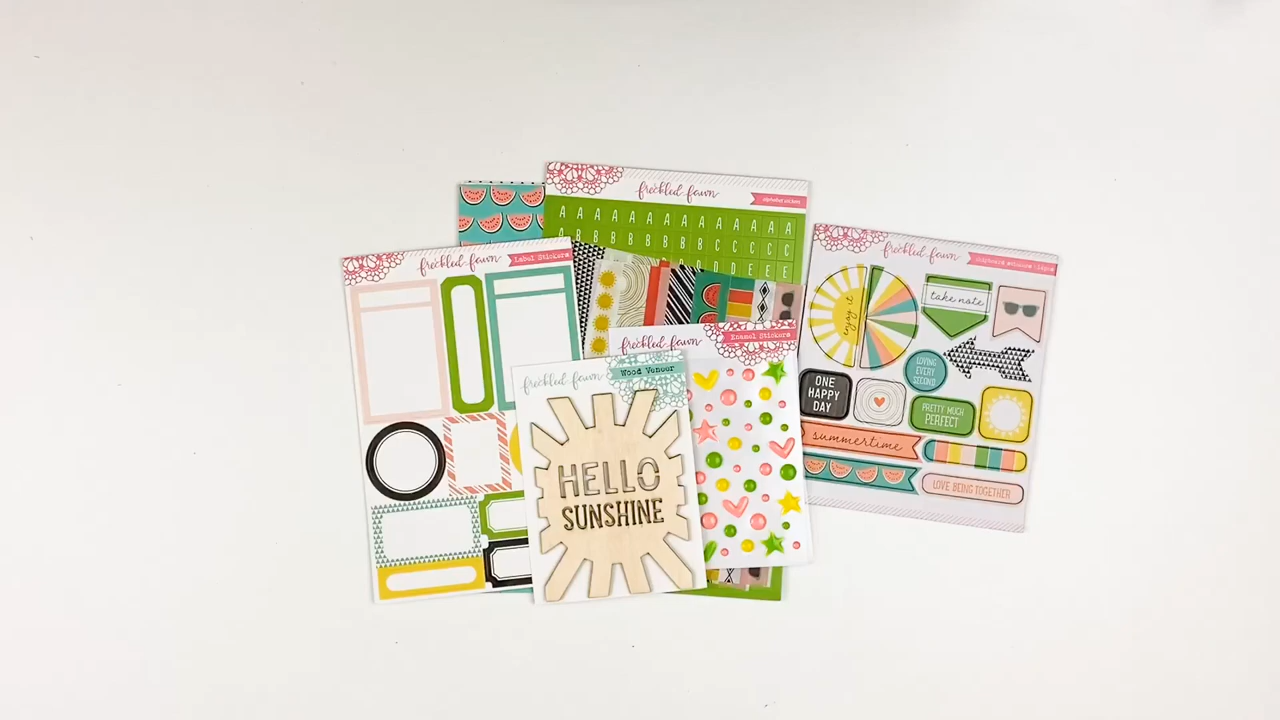 freckled fawn
alphabet stickers
A A A A A A A A A A A A A A
A B B B B B B B B C C C C
D D E E E
freckled fawn
Label Stickers
freckled fawn
chipboard stickers
enjoy it
take note
LOVING
EVERY
SECOND!
ONE
HAPPY
DAY
PRETTY MUCH
PERFECT
summertime
LOVE BEING TOGETHER
freckled fawn
Enamel Stickers
freckled fawn
Wood Veneer
HELLO
SUNSHINE